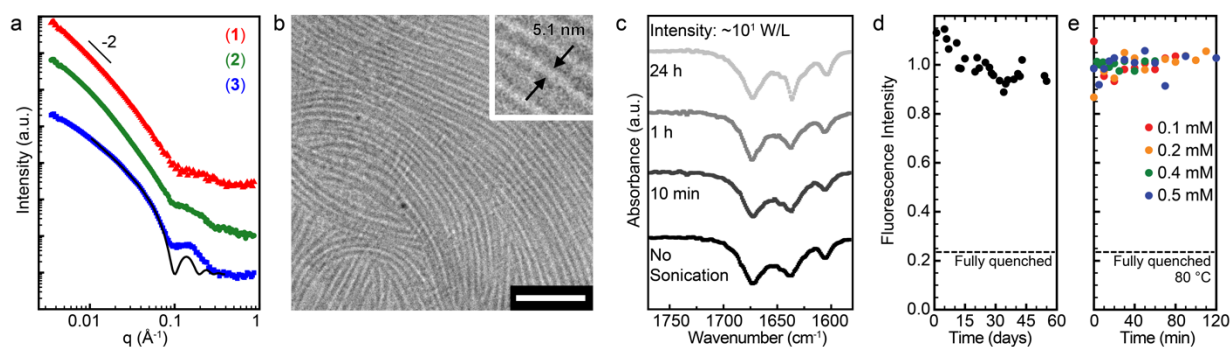 a
-2
(1)
(2)
(3)
Intensity (a.u.)
0.01
0.1
1
q (Å⁻¹)
b
5.1 nm
c
Intensity: ~10¹ W/L
24 h
1 h
10 min
No
Sonication
Absorbance (a.u.)
1750
1700
1650
1600
Wavenumber (cm⁻¹)
d
Fluorescence Intensity
1.2
1.0
0.8
0.6
0.4
0.2
0.0
Fully quenched
0
15
30
45
60
Time (days)
e
0.1 mM
0.2 mM
0.4 mM
0.5 mM
Fully quenched
80 °C
0
40
80
120
Time (min)